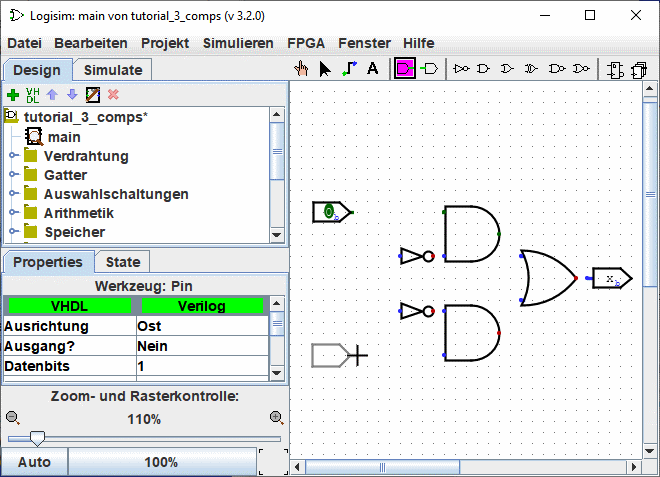 Logisim: main von tutorial_3_comps (v 3.2.0)
Datei Bearbeiten Projekt Simulieren FPGA Fenster Hilfe
Design Simulate
A
VH
DL
tutorial_3_comps*
main
Verdrahtung
Gatter
Auswahlschaltungen
Arithmetik
Speicher
Properties State
Werkzeug: Pin
VHDL Verilog
Ausrichtung Ost
Ausgang? Nein
Datenbits 1
Zoom- und Rasterkontrolle:
110%
Auto 100%
0
x